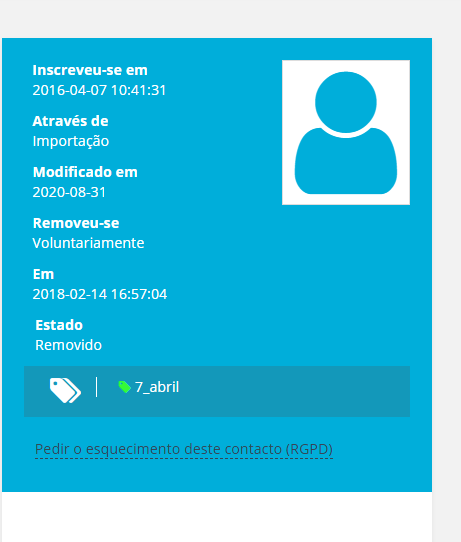 Inscreveu-se em
2016-04-07 10:41:31
Através de
Importação
Modificado em
2020-08-31
Removeu-se
Voluntariamente
Em
2018-02-14 16:57:04
Estado
Removido
7_abril
Pedir o esquecimento deste contacto (RGPD)